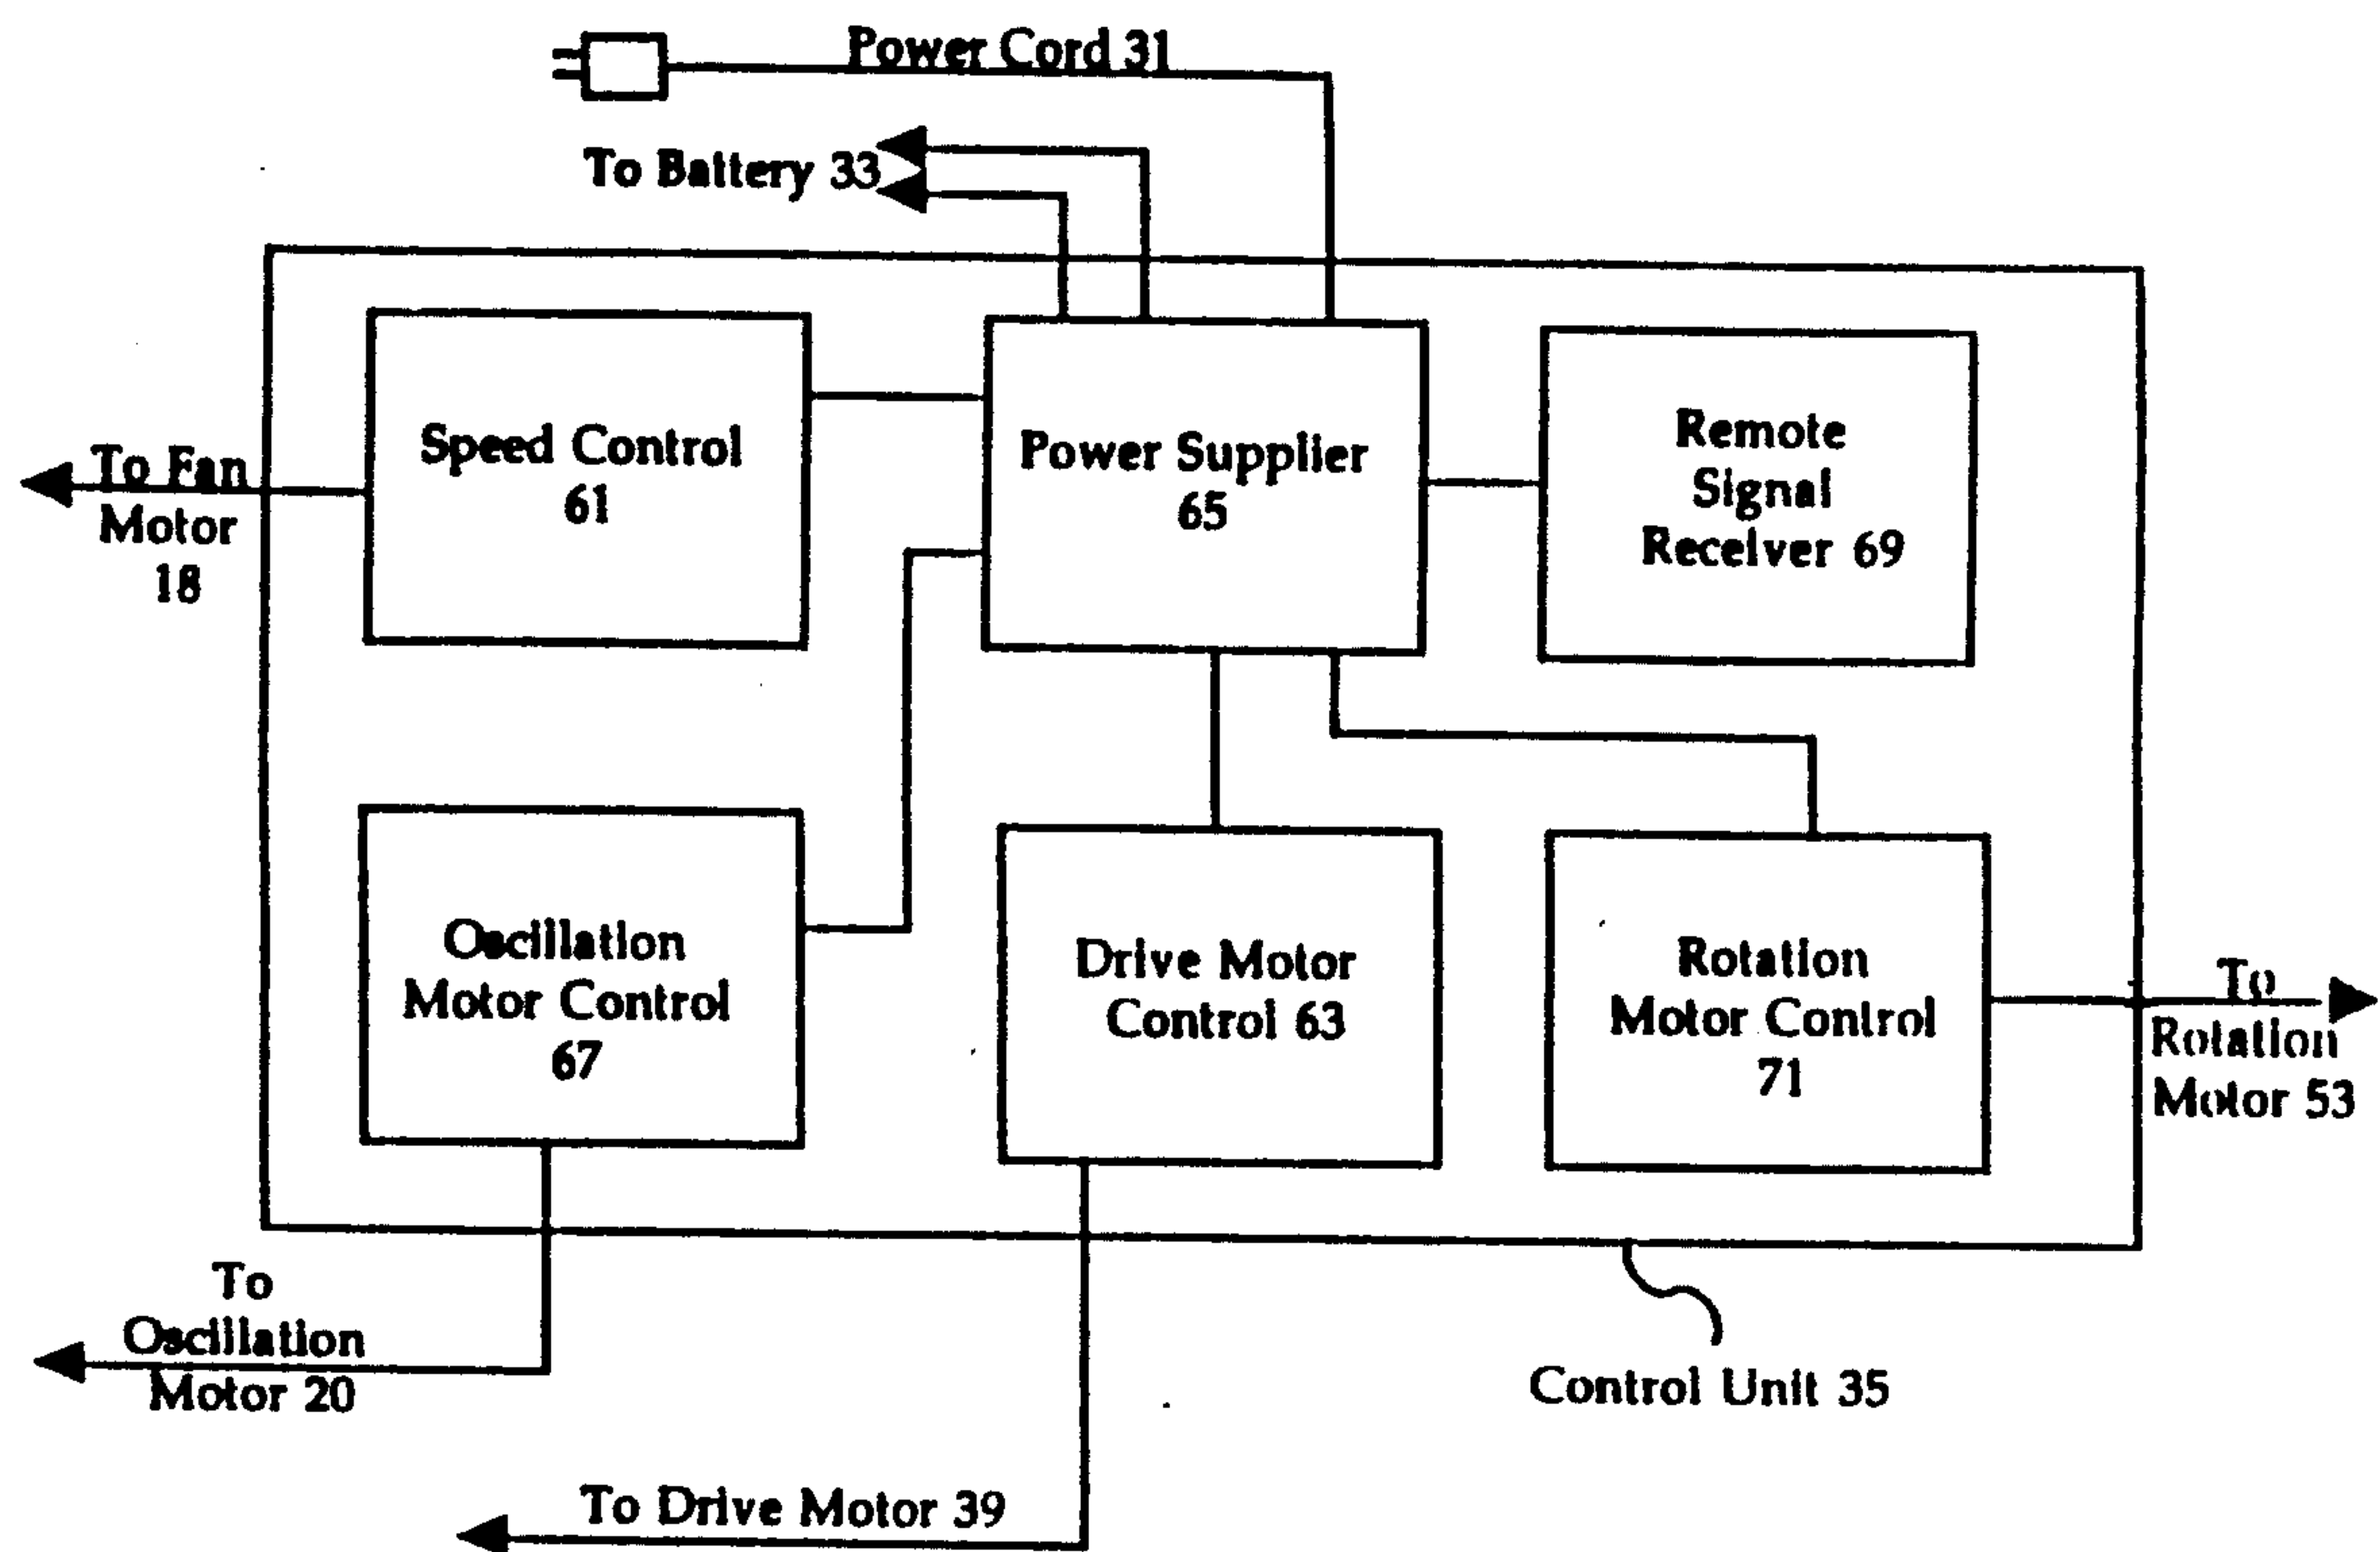 Power Cord 31
To Battery 33
Speed Control
61
Power Supplier
65
Remote
Signal
Receiver 69
To Fan
Motor
18
Oscillation
Motor Control
67
Drive Motor
Control 63
Rotation
Motor Control
71
To
Rotation
Motor 53
To
Oscillation
Motor 20
Control Unit 35
To Drive Motor 39